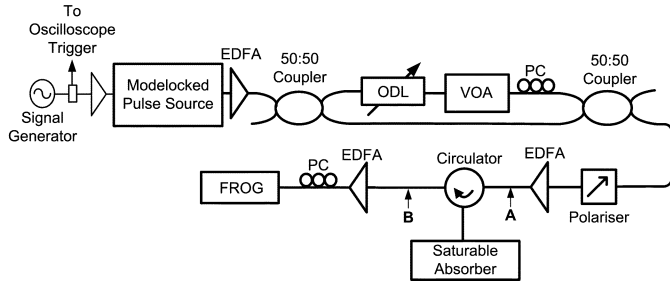 To
Oscilloscope
Trigger
EDFA
50:50
Coupler
50:50
Coupler
PC
Modelocked
Pulse Source
ODL
VOA
Signal
Generator
PC
EDFA
Circulator
EDFA
FROG
B
A
Polariser
Saturable
Absorber